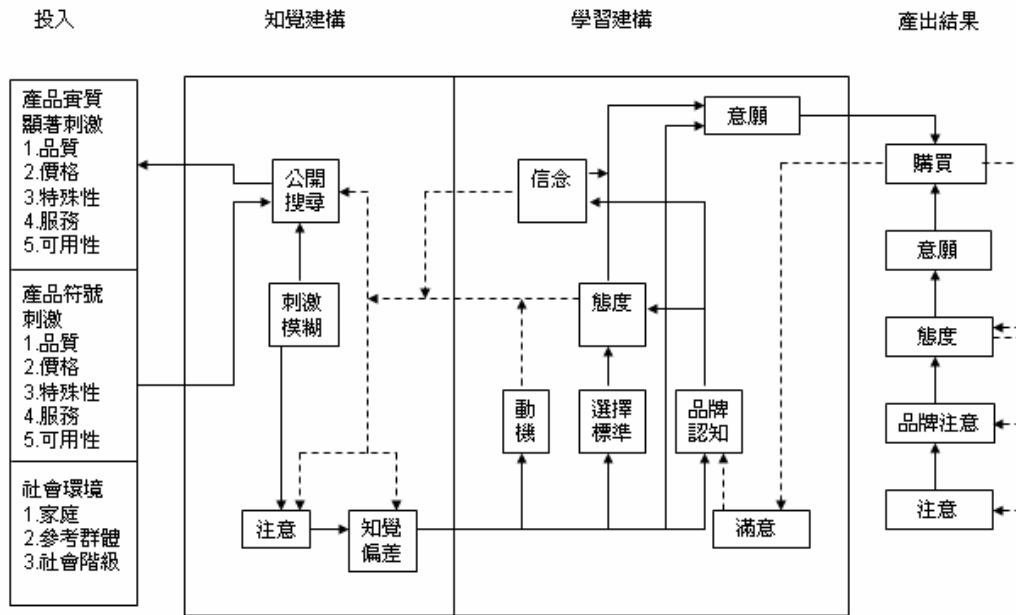 投入
知覺建構
學習建構
產出結果
產品實質
顯著刺激
1.品質
2.價格
3.特殊性
4.服務
5.可用性
產品符號
刺激
1.品質
2.價格
3.特殊性
4.服務
5.可用性
社會環境
1.家庭
2.參考群體
3.社會階級
公開
搜尋
刺激
模糊
注意
知覺
偏差
意願
信念
態度
動
機
選擇
標準
品牌
認知
滿意
購買
意願
態度
品牌注意
注意